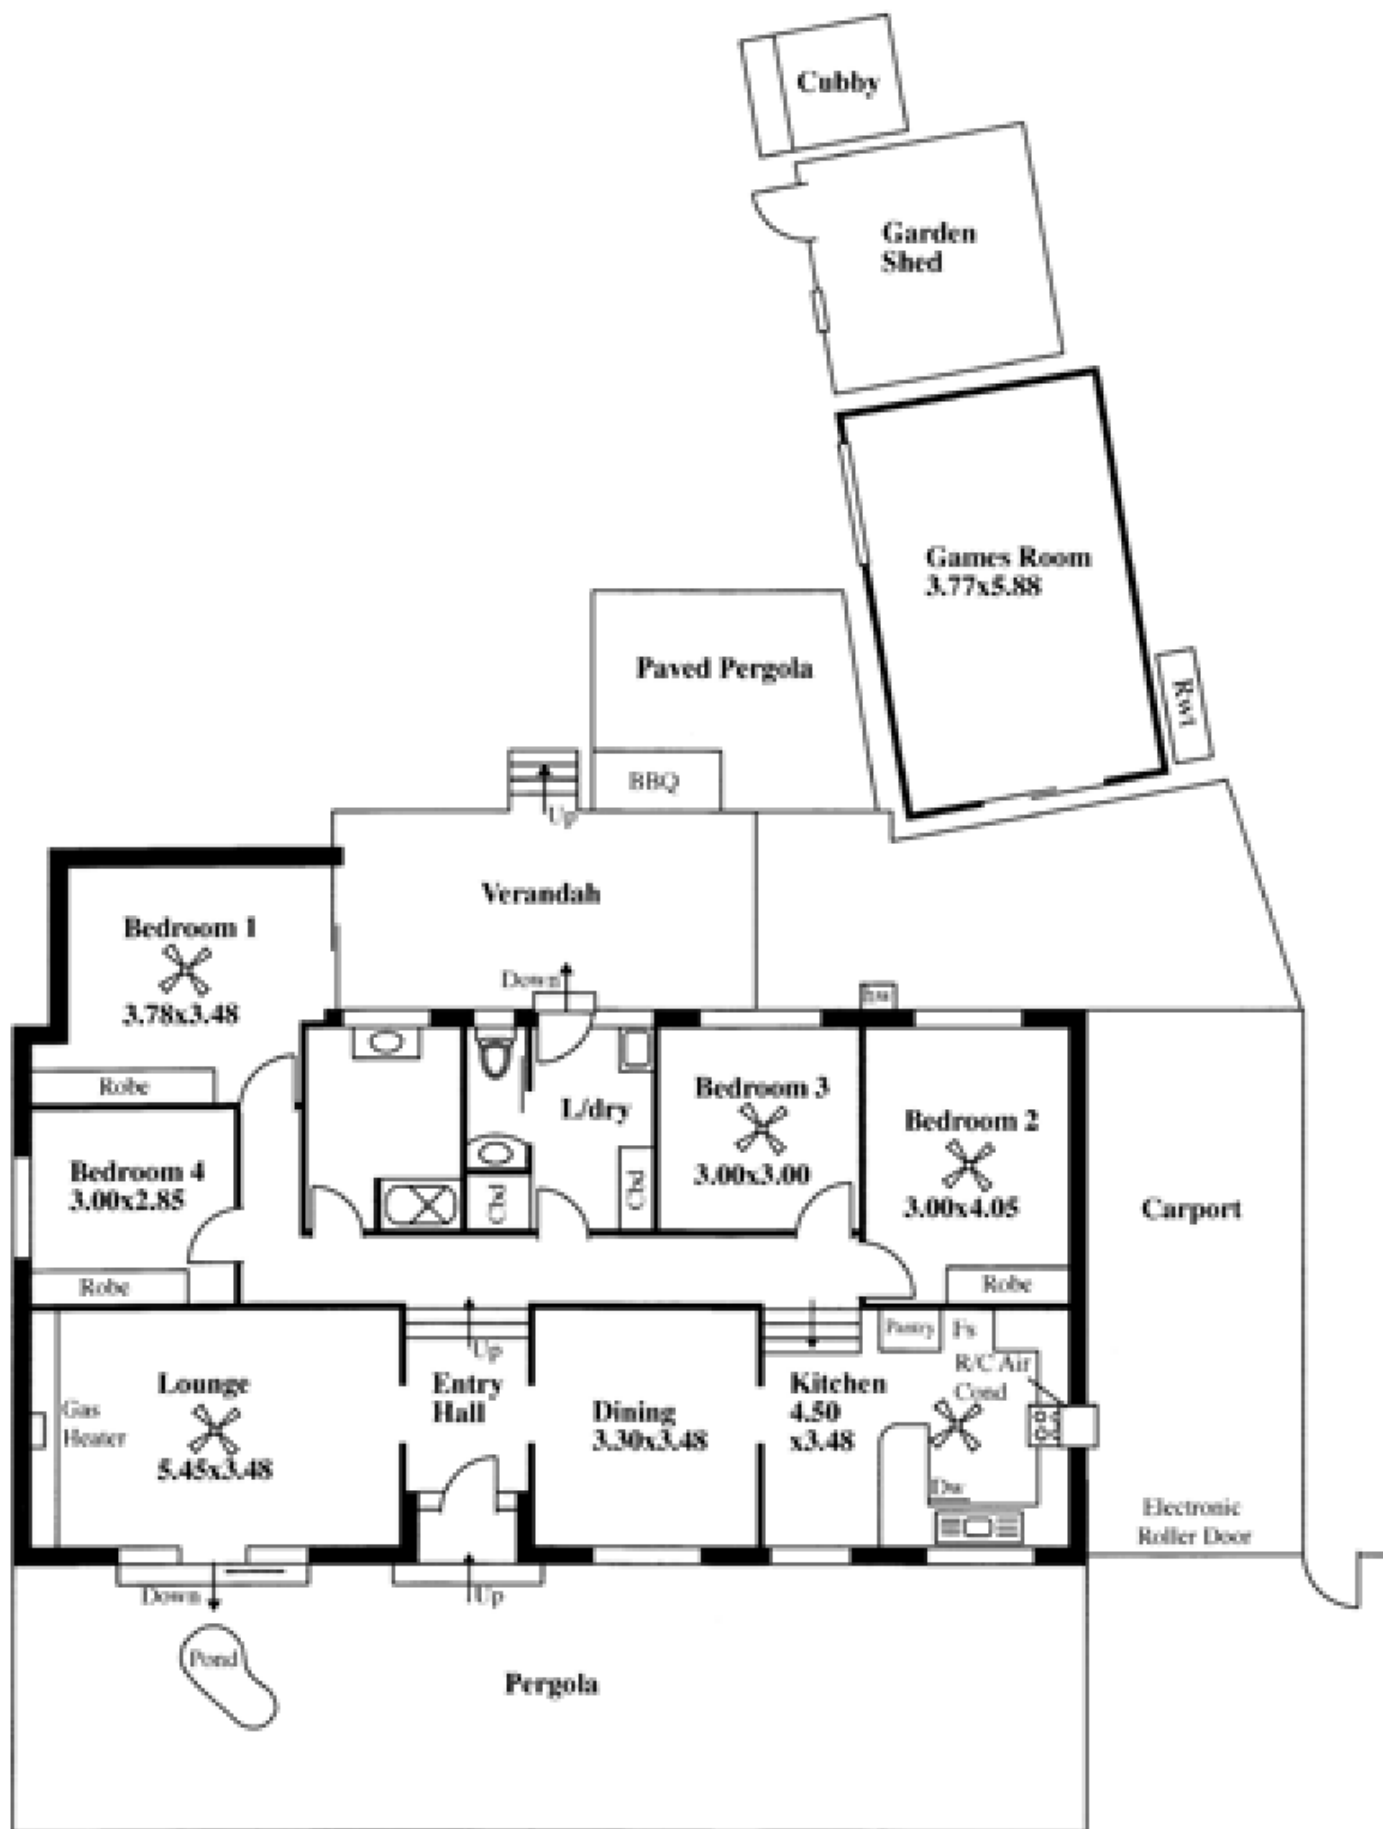 Cubby
Garden
Shed
Games Room
3.77x5.88
Paved Pergola
Rwt
BBQ
Up
Verandah
Bedroom 1
3.78x3.48
Down
hw
Robe
L/dry
Bedroom 3
3.00x3.00
Bedroom 2
3.00x4.05
Bedroom 4
3.00x2.85
Cbd
Cbd
Carport
Robe
Robe
Pantry
Fs
Up
R/C Air
Cond
Lounge
5.45x3.48
Gas
Heater
Entry
Hall
Dining
3.30x3.48
Kitchen
4.50
x3.48
Dw
Electronic
Roller Door
Down
Up
Pond
Pergola